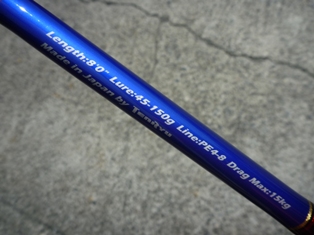 Length:8'0" Lure:45-150g Line:PE4-8 Drag Max:15kg
Made in Japan by Tenryu